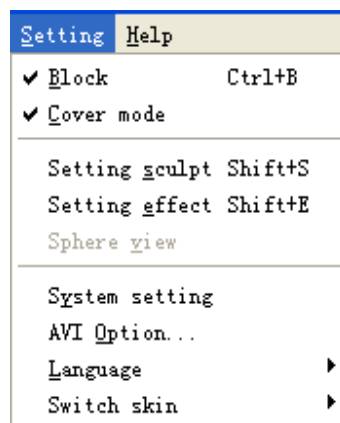 Setting Help
Block Ctrl+B
Cover mode
Setting sculpt Shift+S
Setting effect Shift+E
Sphere view
System setting
AVI Option...
Language
Switch skin